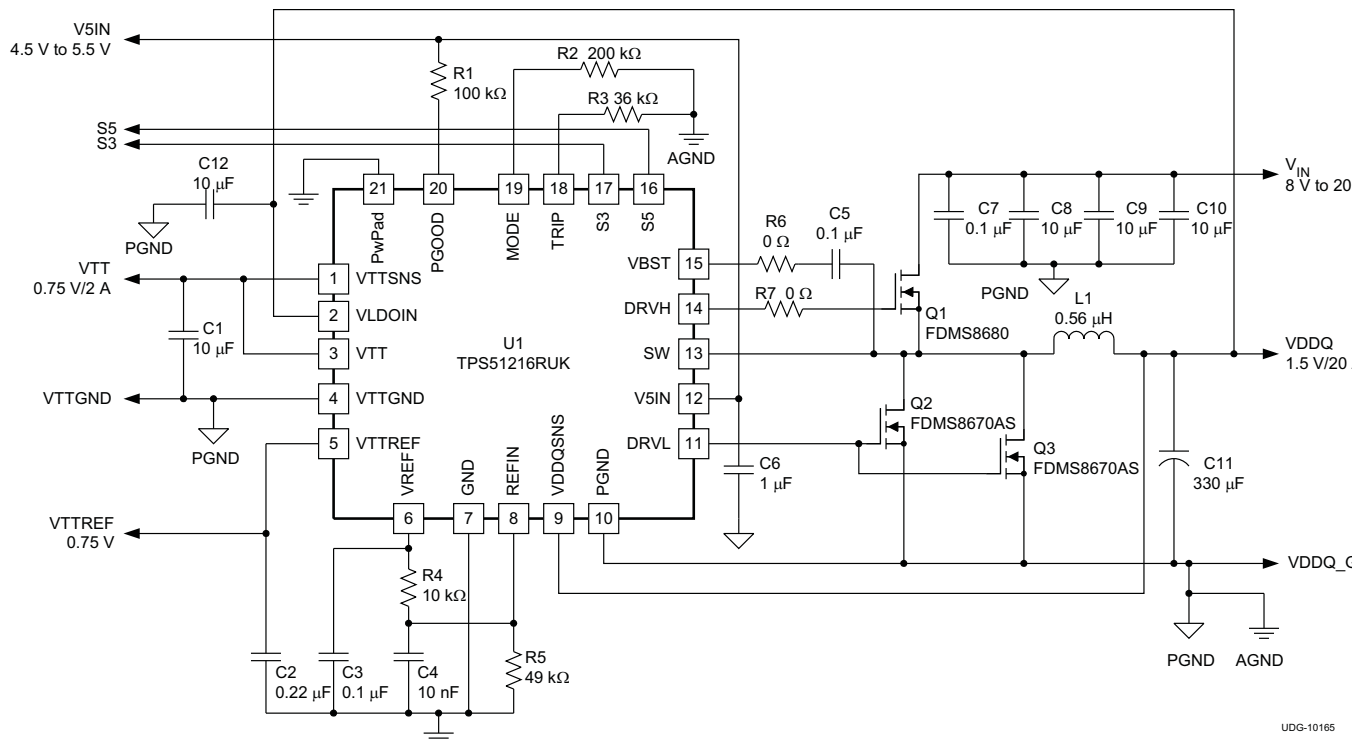 V5IN
4.5 V to 5.5 V
R1
100 kΩ
R2 200 kΩ
R3 36 kΩ
AGND
S5
S3
C12
10 μF
PGND
21
20
19
18
17
16
PwPad
PGOOD
MODE
TRIP
S3
S5
VIN
8 V to 20
C7
0.1 μF
C8
10 μF
C9
10 μF
C10
10 μF
PGND
R6
0 Ω
C5
0.1 μF
R7 0 Ω
Q1
FDMS8680
L1
0.56 μH
VTT
0.75 V/2 A
C1
10 μF
VTTGND
PGND
1
VTTSNS
2
VLDOIN
3
VTT
4
VTTGND
5
VTTREF
U1
TPS51216RUK
VBST
15
DRVH
14
SW
13
V5IN
12
DRVL
11
VDDQ
1.5 V/20
Q2
FDMS8670AS
Q3
FDMS8670AS
C6
1 μF
C11
330 μF
VREF
GND
REFIN
VDDQSNS
PGND
6
7
8
9
10
VTTREF
0.75 V
R4
10 kΩ
R5
49 kΩ
C2
0.22 μF
C3
0.1 μF
C4
10 nF
VDDQ_G
PGND
AGND
UDG-10165